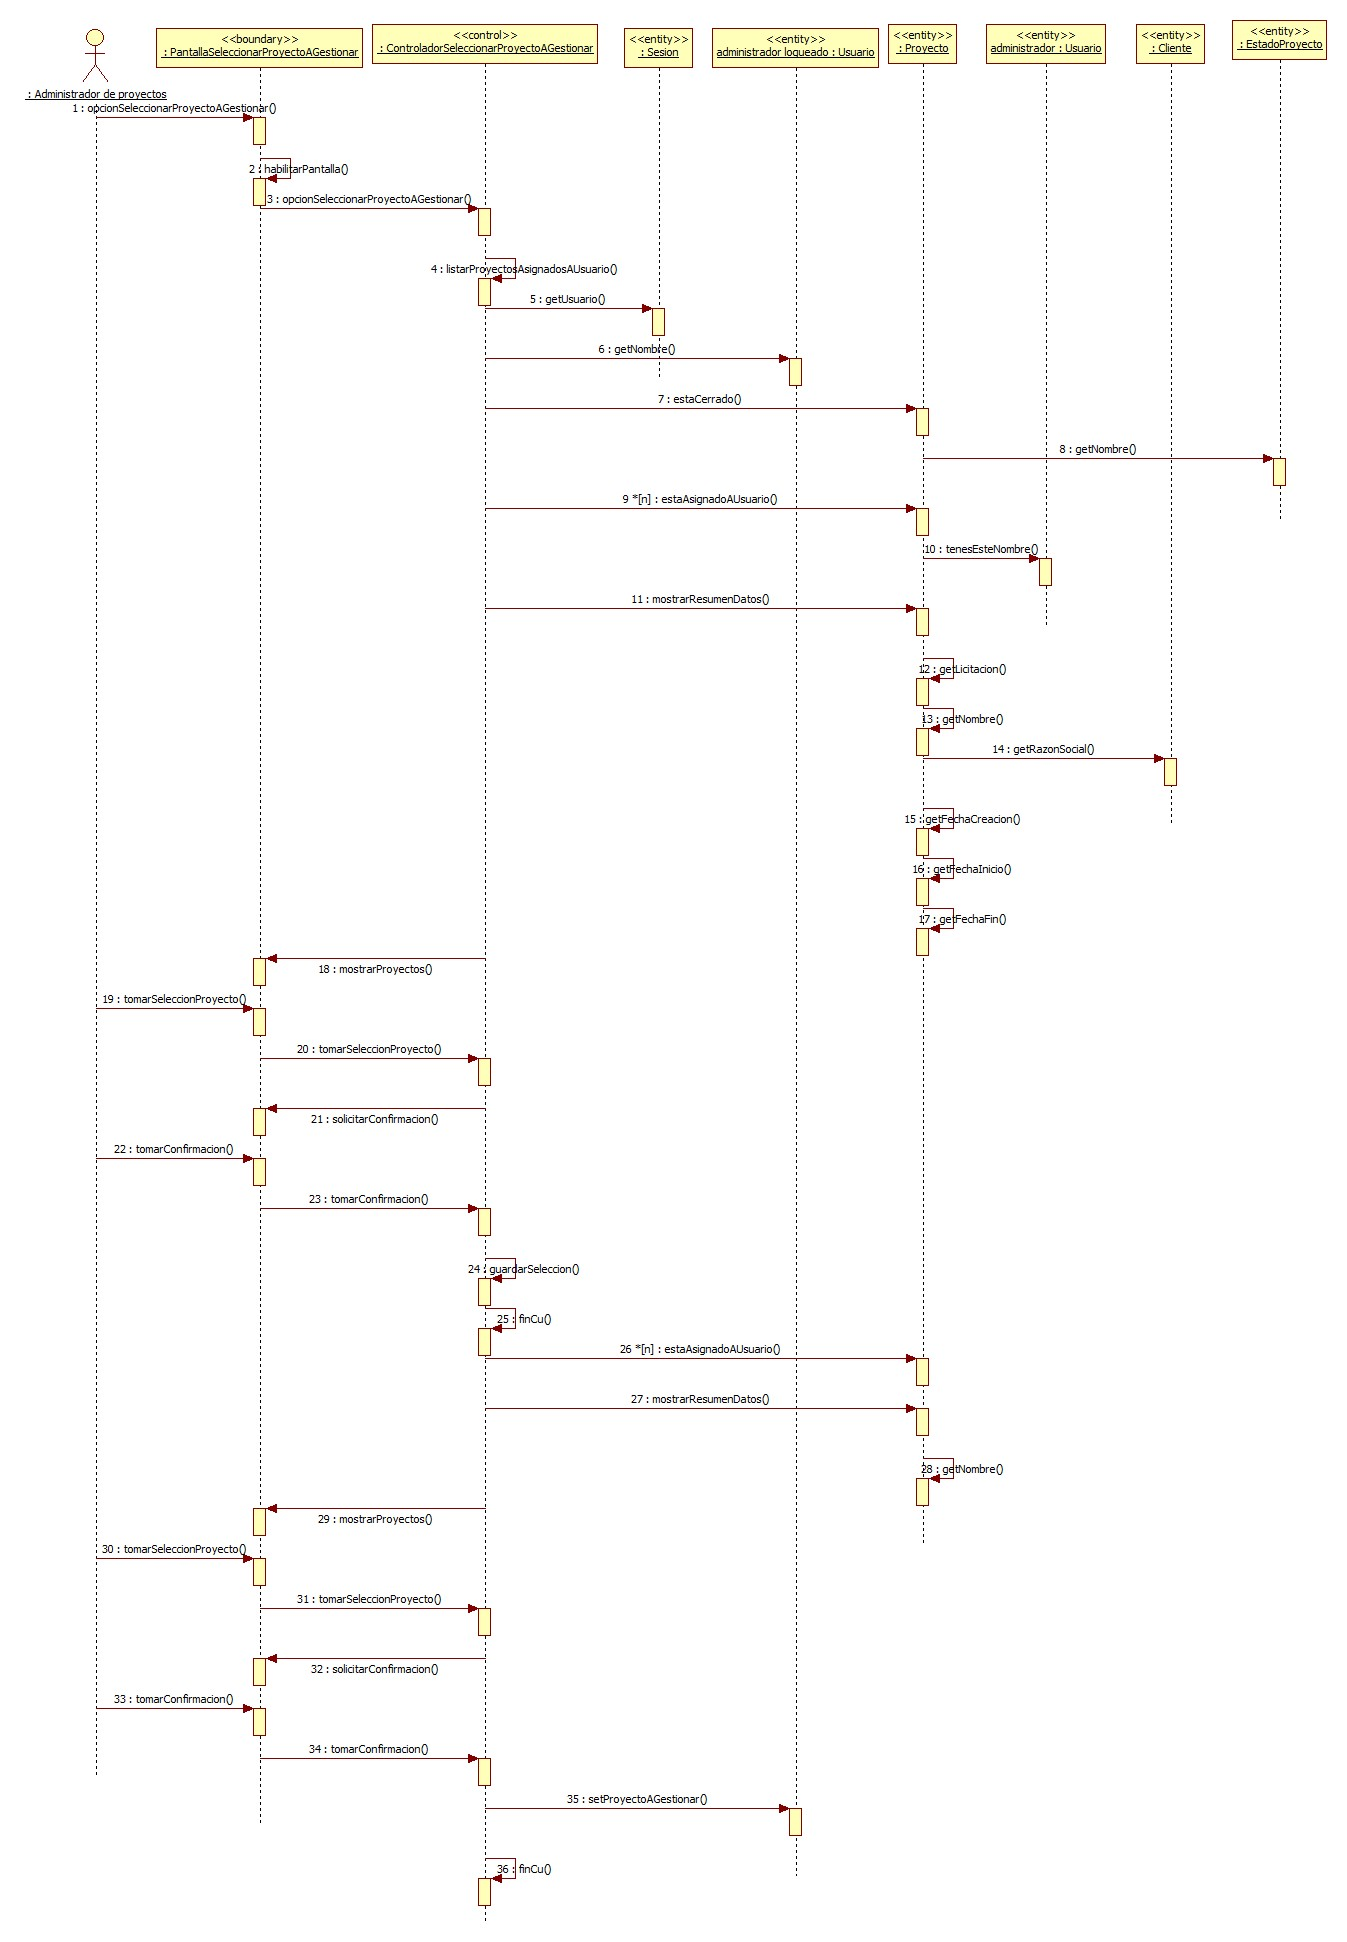 <<boundary>>
: PantallaSeleccionarProyectoAGestionar
<<control>>
: ControladorSeleccionarProyectoAGestionar
<<entity>>
: Sesion
<<entity>>
administrador loqueado : Usuario
<<entity>>
: Proyecto
<<entity>>
administrador : Usuario
<<entity>>
: Cliente
<<entity>>
: EstadoProyecto
: Administrador de proyectos
1 : opcionSeleccionarProyectoAGestionar()
2 : habilitarPantalla()
3 : opcionSeleccionarProyectoAGestionar()
4 : listarProyectosAsignadosAUsuario()
5 : getUsuario()
6 : getNombre()
7 : estaCerrado()
8 : getNombre()
9 *[n] : estaAsignadoAUsuario()
10 : tenesEsteNombre()
11 : mostrarResumenDatos()
12 : getLicitacion()
13 : getNombre()
14 : getRazonSocial()
15 : getFechaCreacion()
16 : getFechaInicio()
17 : getFechaFin()
18 : mostrarProyectos()
19 : tomarSeleccionProyecto()
20 : tomarSeleccionProyecto()
21 : solicitarConfirmacion()
22 : tomarConfirmacion()
23 : tomarConfirmacion()
24 : guardarSeleccion()
25 : finCu()
26 *[n] : estaAsignadoAUsuario()
27 : mostrarResumenDatos()
28 : getNombre()
29 : mostrarProyectos()
30 : tomarSeleccionProyecto()
31 : tomarSeleccionProyecto()
32 : solicitarConfirmacion()
33 : tomarConfirmacion()
34 : tomarConfirmacion()
35 : setProyectoAGestionar()
36 : finCu()